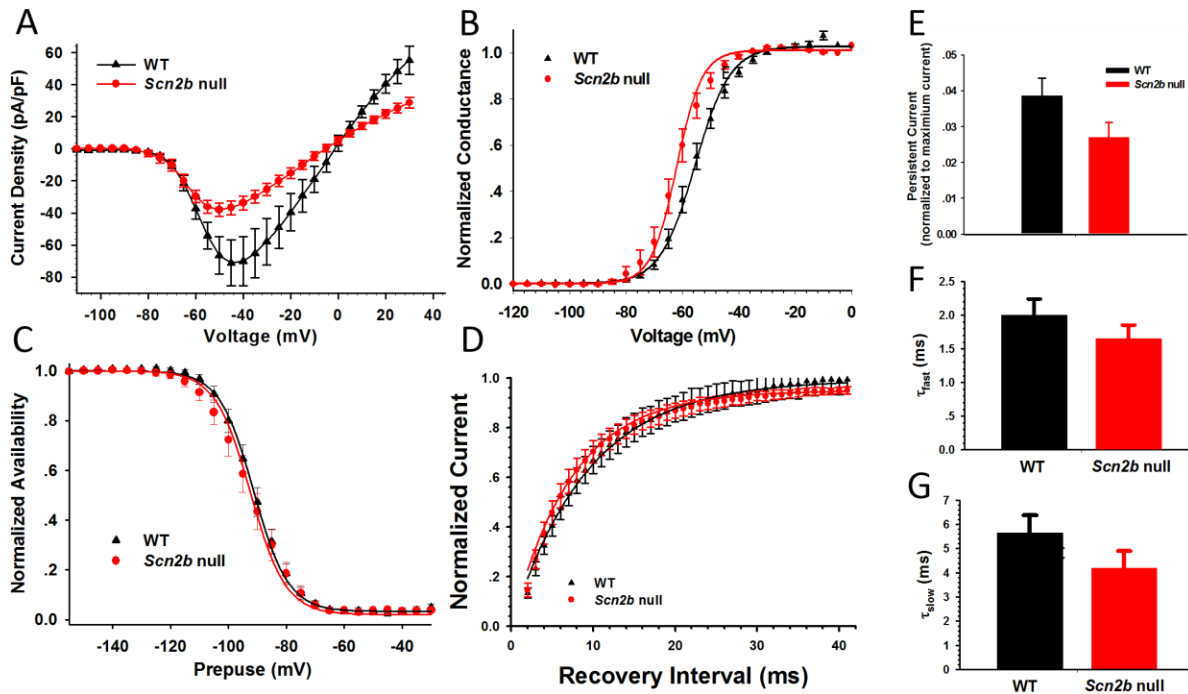 A
Current Density (pA/pF)
60
40
20
0
-20
-40
-60
-80
WT
Scn2b null
-100 -80 -60 -40 -20 0 20 40
Voltage (mV)
B
Normalized Conductance
1.0
.8
.6
.4
.2
0.0
WT
Scn2b null
-120 -100 -80 -60 -40 -20 0
Voltage (mV)
C
Normalized Availability
1.0
.8
.6
.4
.2
0.0
WT
Scn2b null
-140 -120 -100 -80 -60 -40
Prepuse (mV)
D
Normalized Current
1.0
.8
.6
.4
.2
0.0
WT
Scn2b null
0 10 20 30 40
Recovery Interval (ms)
E
Persistent Current
(normalized to maximium current)
.05
.04
.03
.02
.01
.00
WT
Scn2b null
F
τfast (ms)
2.5
2.0
1.5
1.0
.5
0.0
WT Scn2b null
G
τslow (ms)
7
6
5
4
3
2
1
0
WT Scn2b null